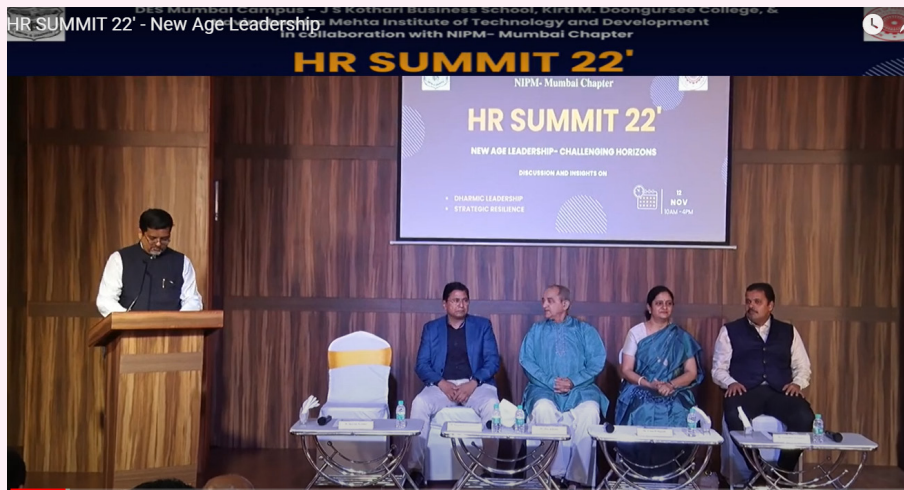 DES Mumbai Campus - J S Kothari Business School, Kirti M. Doongursee College, &
HR SUMMIT 22' - New Age Leadership
Mehta Institute of Technology and Development
in collaboration with NIPM- Mumbai Chapter
HR SUMMIT 22'
NIPM- Mumbai Chapter
HR SUMMIT 22'
NEW AGE LEADERSHIP- CHALLENGING HORIZONS
DISCUSSION AND INSIGHTS ON
• DHARMIC LEADERSHIP
• STRATEGIC RESILIENCE
12
NOV
10AM -4PM